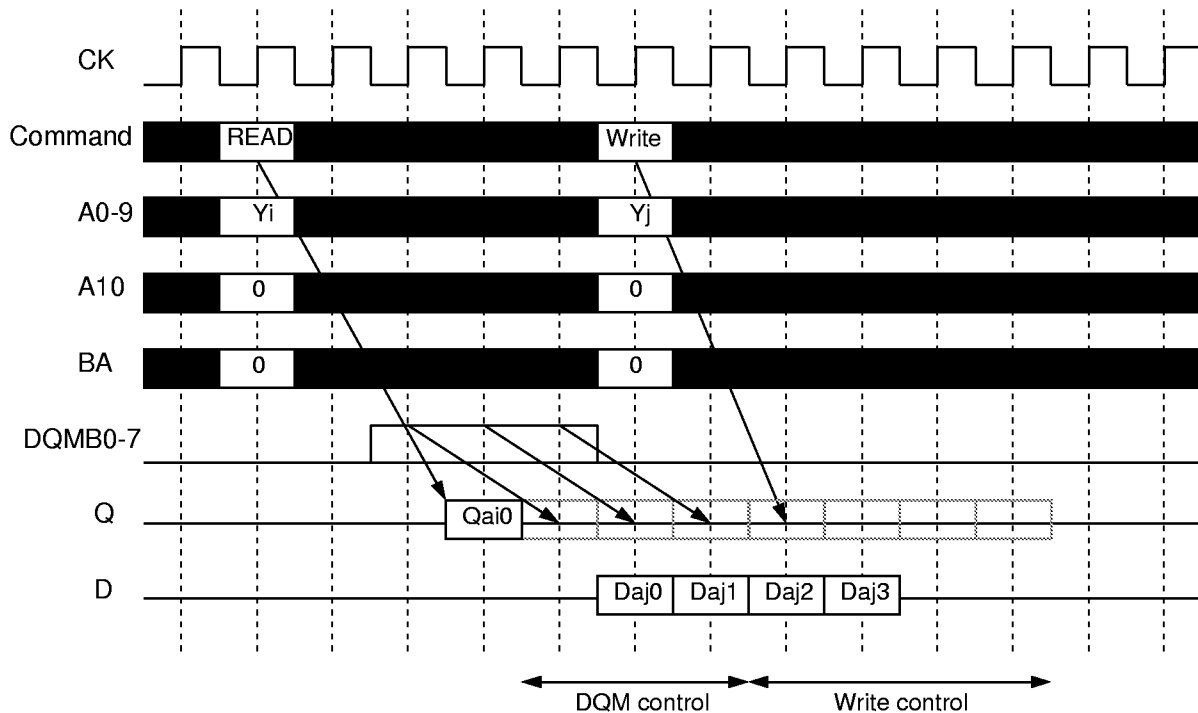 CK
Command READ Write
A0-9 Yi Yj
A10 0 0
BA 0 0
DQMB0-7
Q Qai0
D Daj0 Daj1 Daj2 Daj3
DQM control Write control